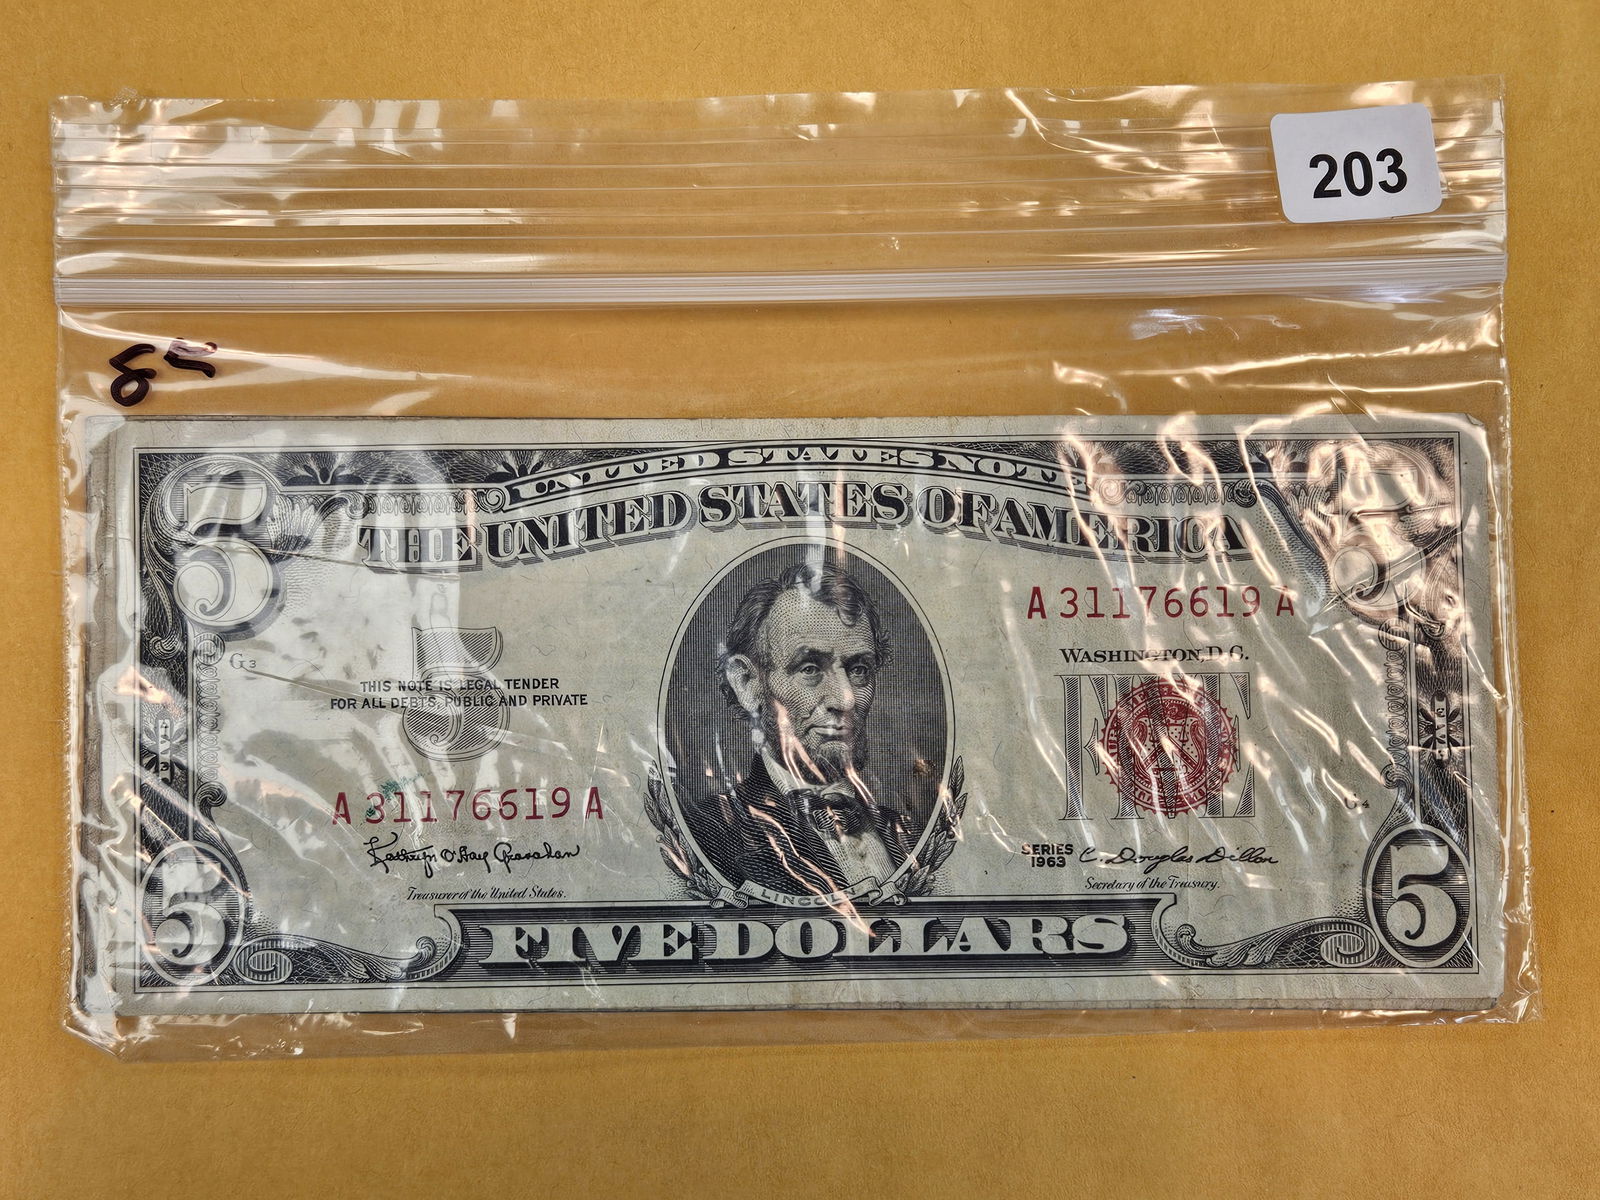 203
85
UNITED STATES NOTE
THE UNITED STATES OF AMERICA
5
5
A 31176619 A
WASHINGTON, D.C.
G3
5
THIS NOTE IS LEGAL TENDER
FOR ALL DEBTS, PUBLIC AND PRIVATE
FIVE
A 31176619 A
G4
Kathryn O'Hay Granahan
Treasurer of the United States.
SERIES
1963
C. Douglas Dillon
Secretary of the Treasury.
LINCOLN
5
FIVE DOLLARS
5